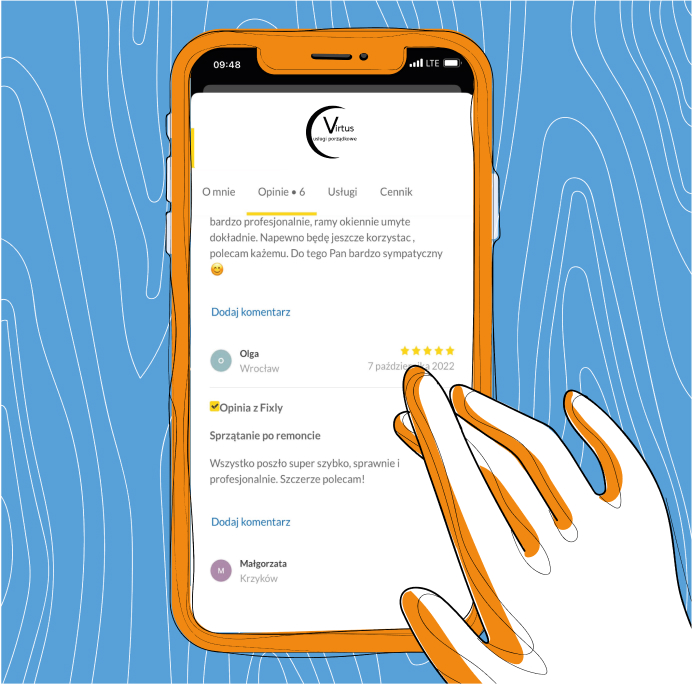 09:48
LTE
Virtus
usługi porządkowe
O mnie Opinie • 6 Usługi Cennik
bardzo profesjonalnie, ramy okiennie umyte
dokładnie. Napewno będę jeszcze korzystac ,
polecam każemu. Do tego Pan bardzo sympatyczny
😊
Dodaj komentarz
O Olga
Wrocław
7 października 2022
Opinia z Fixly
Sprzątanie po remoncie
Wszystko poszło super szybko, sprawnie i
profesjonalnie. Szczerze polecam!
Dodaj komentarz
M Małgorzata
Krzyków